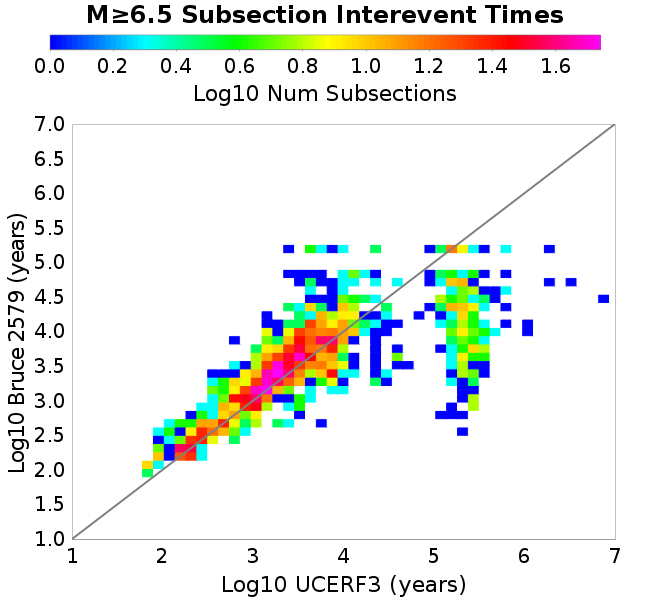 M≥6.5 Subsection Interevent Times
0.0 0.2 0.4 0.6 0.8 1.0 1.2 1.4 1.6
Log10 Num Subsections
7.0
6.5
6.0
5.5
5.0
4.5
4.0
3.5
3.0
2.5
2.0
1.5
1.0
Log10 Bruce 2579 (years)
1 2 3 4 5 6 7
Log10 UCERF3 (years)